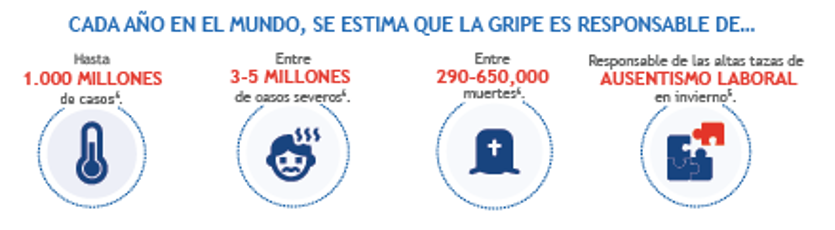 CADA AÑO EN EL MUNDO, SE ESTIMA QUE LA GRIPE ES RESPONSABLE DE...
Hasta
1.000 MILLONES
de casos⁶.
Entre
3-5 MILLONES
de casos severos⁶.
Entre
290-650,000
muertes⁶.
Responsable de las altas tazas de
AUSENTISMO LABORAL
en invierno⁵.